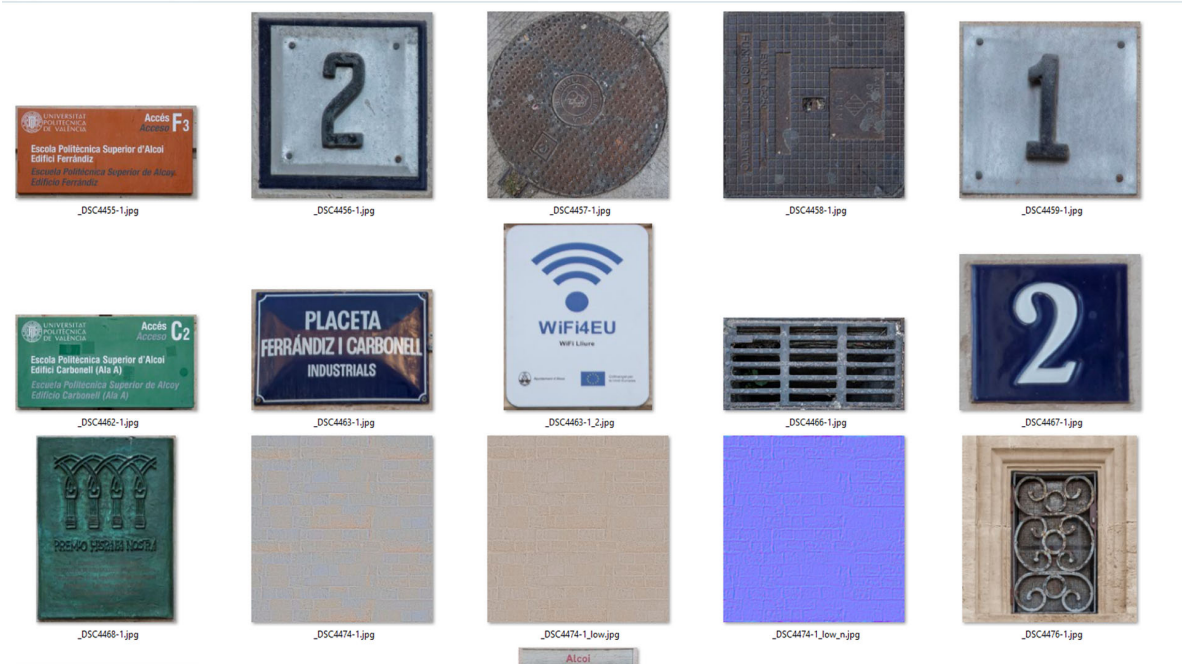 UNIVERSITAT
POLITÈCNICA
DE VALÈNCIA
Accés
Acceso
F3
Escola Politècnica Superior d'Alcoi
Edifici Ferrándiz
Escuela Politécnica Superior de Alcoy
Edificio Ferrándiz
2
1
_DSC4455-1.jpg
_DSC4456-1.jpg
_DSC4457-1.jpg
_DSC4458-1.jpg
_DSC4459-1.jpg
UNIVERSITAT
POLITÈCNICA
DE VALÈNCIA
Accés
Acceso
C2
Escola Politècnica Superior d'Alcoi
Edifici Carbonell (Ala A)
Escuela Politécnica Superior de Alcoy
Edificio Carbonell (Ala A)
PLACETA
FERRÁNDIZ I CARBONELL
INDUSTRIALS
WiFi4EU
WiFi Lliure
2
_DSC4462-1.jpg
_DSC4463-1.jpg
_DSC4463-1_2.jpg
_DSC4466-1.jpg
_DSC4467-1.jpg
PREMIO HISPANIA NOSTRA
_DSC4468-1.jpg
_DSC4474-1.jpg
_DSC4474-1_low.jpg
_DSC4474-1_low_n.jpg
_DSC4476-1.jpg
Alcoi